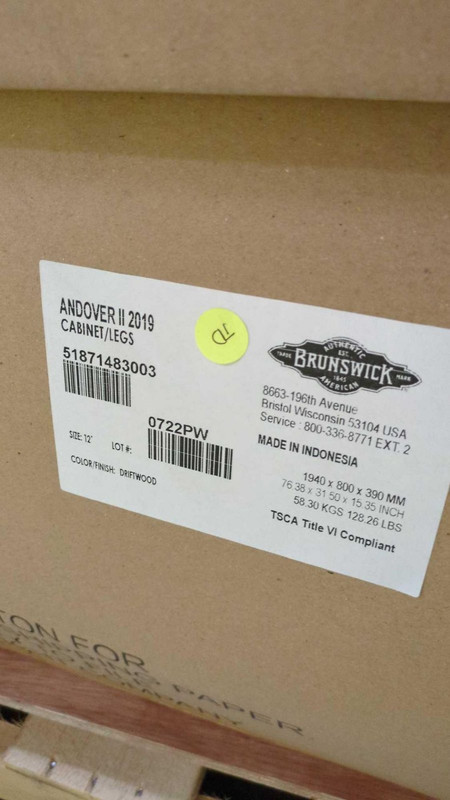 ANDOVER II 2019
CABINET/LEGS
51871483003
0722PW
SIZE: 12'
LOT #:
COLOR/FINISH: DRIFTWOOD
AUTHENTIC
EST.
TRADE
BRUNSWICK
MARK
1845
AMERICAN
8663-196th Avenue
Bristol Wisconsin 53104 USA
Service : 800-336-8771 EXT. 2
MADE IN INDONESIA
1940 x 800 x 390 MM
76.38 x 31.50 x 15.35 INCH
58.30 KGS 128.26 LBS
TSCA Title VI Compliant
TON FOR
PAPER